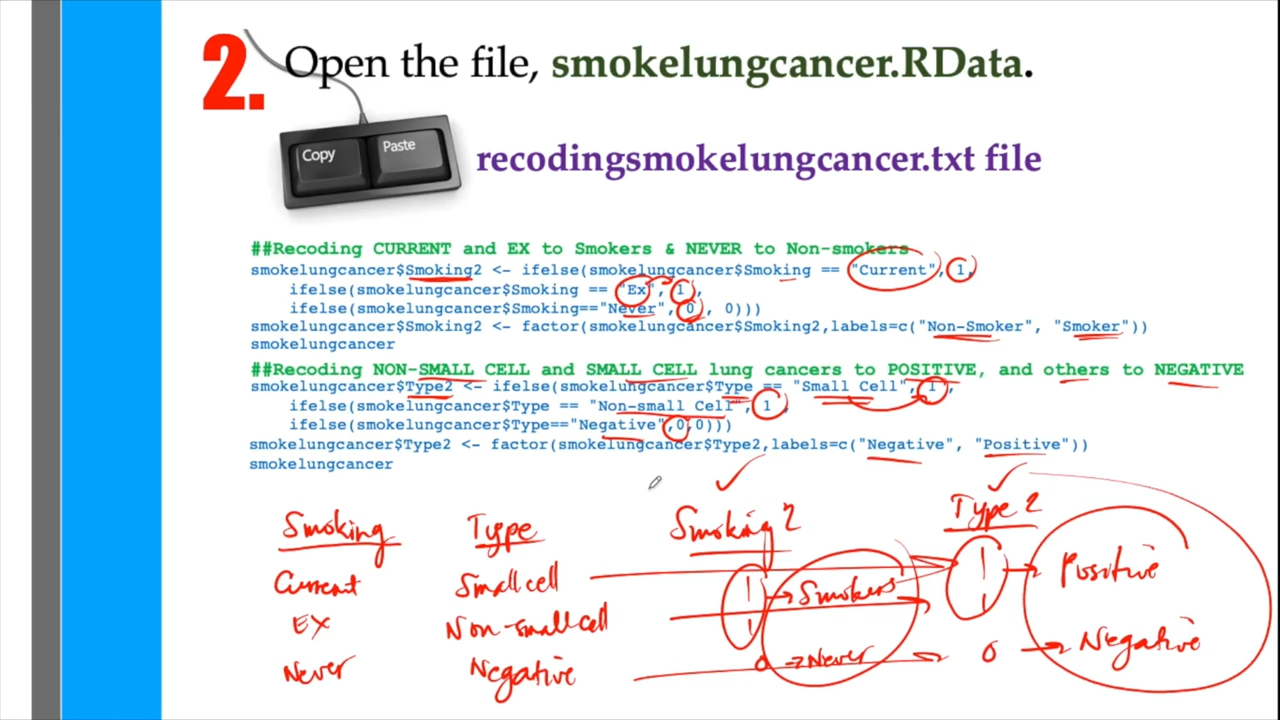 2. Open the file, smokelungcancer.RData.
Copy Paste
recodingsmokelungcancer.txt file
##Recoding CURRENT and EX to Smokers & NEVER to Non-smokers
smokelungcancer$Smoking2 <- ifelse(smokelungcancer$Smoking == "Current", 1,
ifelse(smokelungcancer$Smoking == "Ex", 1,
ifelse(smokelungcancer$Smoking=="Never", 0, 0)))
smokelungcancer$Smoking2 <- factor(smokelungcancer$Smoking2,labels=c("Non-Smoker", "Smoker"))
smokelungcancer
##Recoding NON-SMALL CELL and SMALL CELL lung cancers to POSITIVE, and others to NEGATIVE
smokelungcancer$Type2 <- ifelse(smokelungcancer$Type == "Small Cell", 1,
ifelse(smokelungcancer$Type == "Non-small Cell", 1,
ifelse(smokelungcancer$Type=="Negative",0,0)))
smokelungcancer$Type2 <- factor(smokelungcancer$Type2,labels=c("Negative", "Positive"))
smokelungcancer
Smoking Type Smoking2 Type2
Current Small cell 1 Smokers 1 Positive
EX Non-small cell 1 1
Never Negative 0 Never 0 Negative